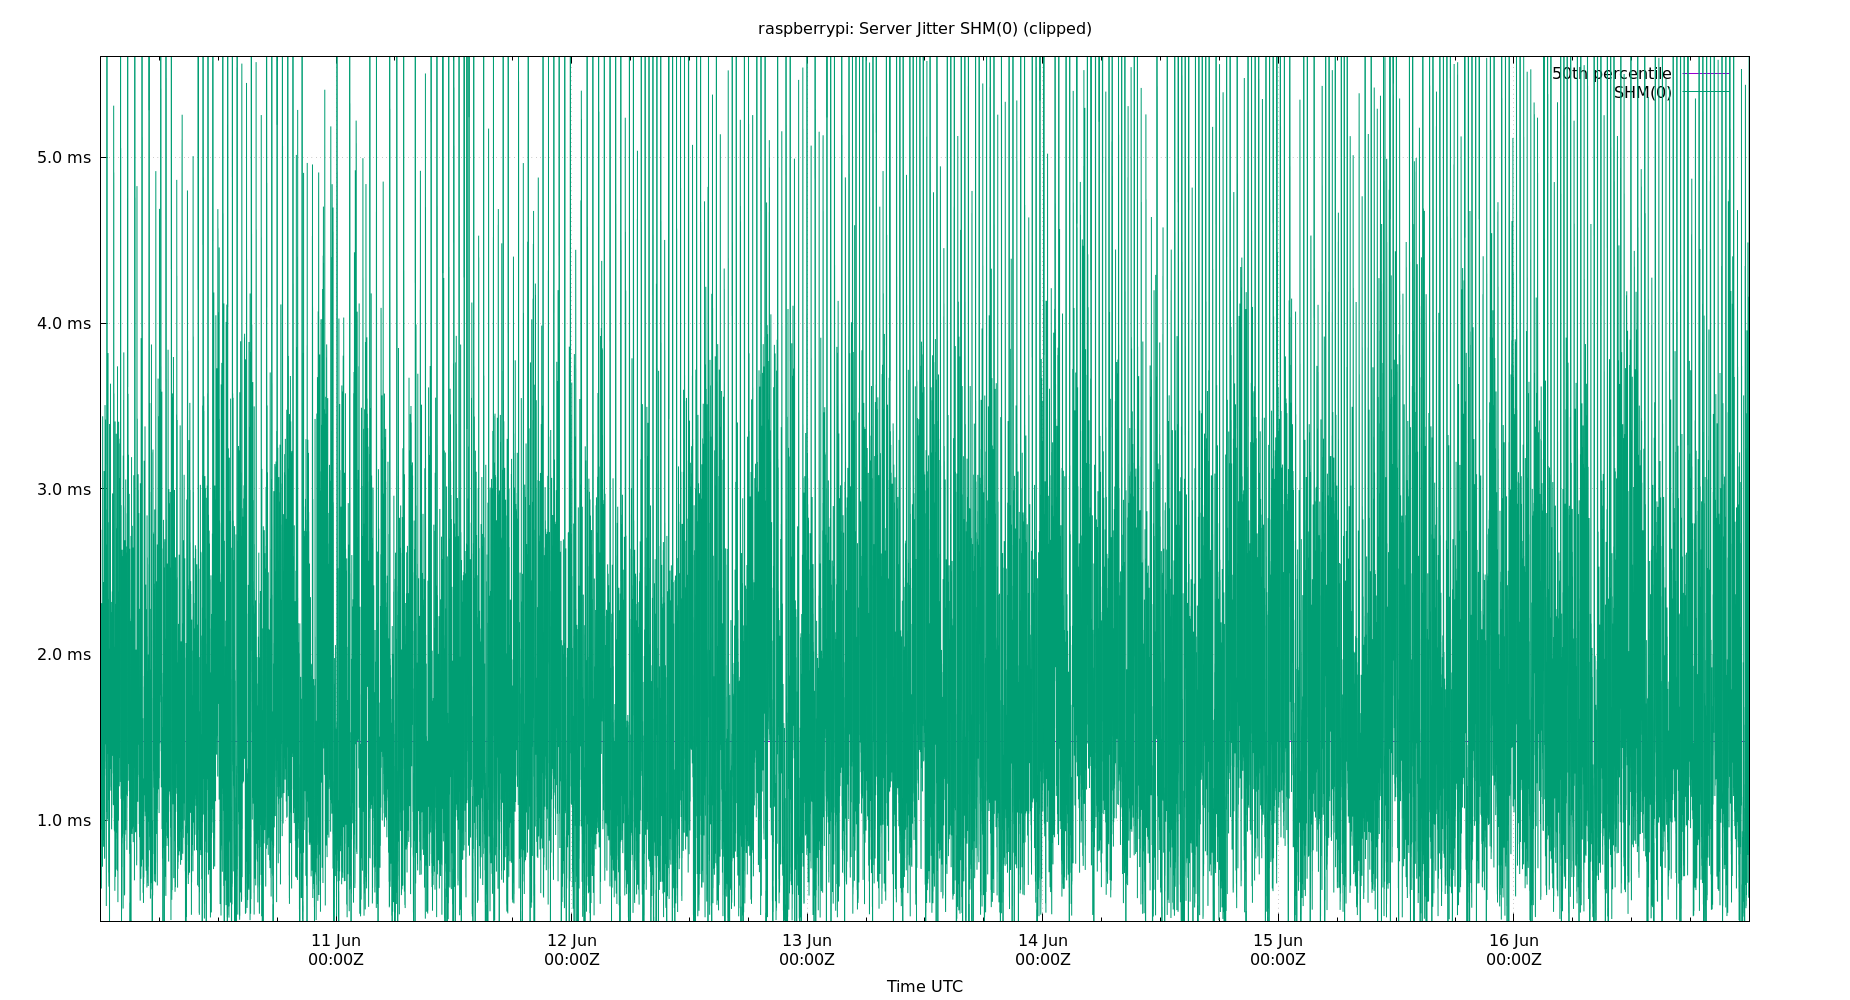 raspberrypi: Server Jitter SHM(0) (clipped)
50th percentile
SHM(0)
5.0 ms
4.0 ms
3.0 ms
2.0 ms
1.0 ms
11 Jun
00:00Z
12 Jun
00:00Z
13 Jun
00:00Z
14 Jun
00:00Z
15 Jun
00:00Z
16 Jun
00:00Z
Time UTC